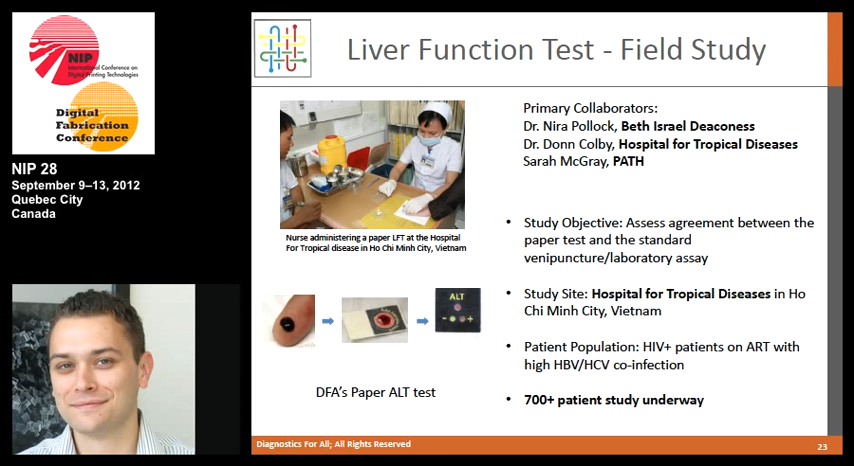 NIP
International Conference on
Digital Printing Technologies
Digital
Fabrication
Conference
NIP 28
September 9–13, 2012
Quebec City
Canada
Liver Function Test - Field Study
Nurse administering a paper LFT at the Hospital
For Tropical disease in Ho Chi Minh City, Vietnam
ALT
- +
DFA's Paper ALT test
Primary Collaborators:
Dr. Nira Pollock, Beth Israel Deaconess
Dr. Donn Colby, Hospital for Tropical Diseases
Sarah McGray, PATH
• Study Objective: Assess agreement between the
paper test and the standard
venipuncture/laboratory assay
• Study Site: Hospital for Tropical Diseases in Ho
Chi Minh City, Vietnam
• Patient Population: HIV+ patients on ART with
high HBV/HCV co-infection
• 700+ patient study underway
Diagnostics For All; All Rights Reserved
23